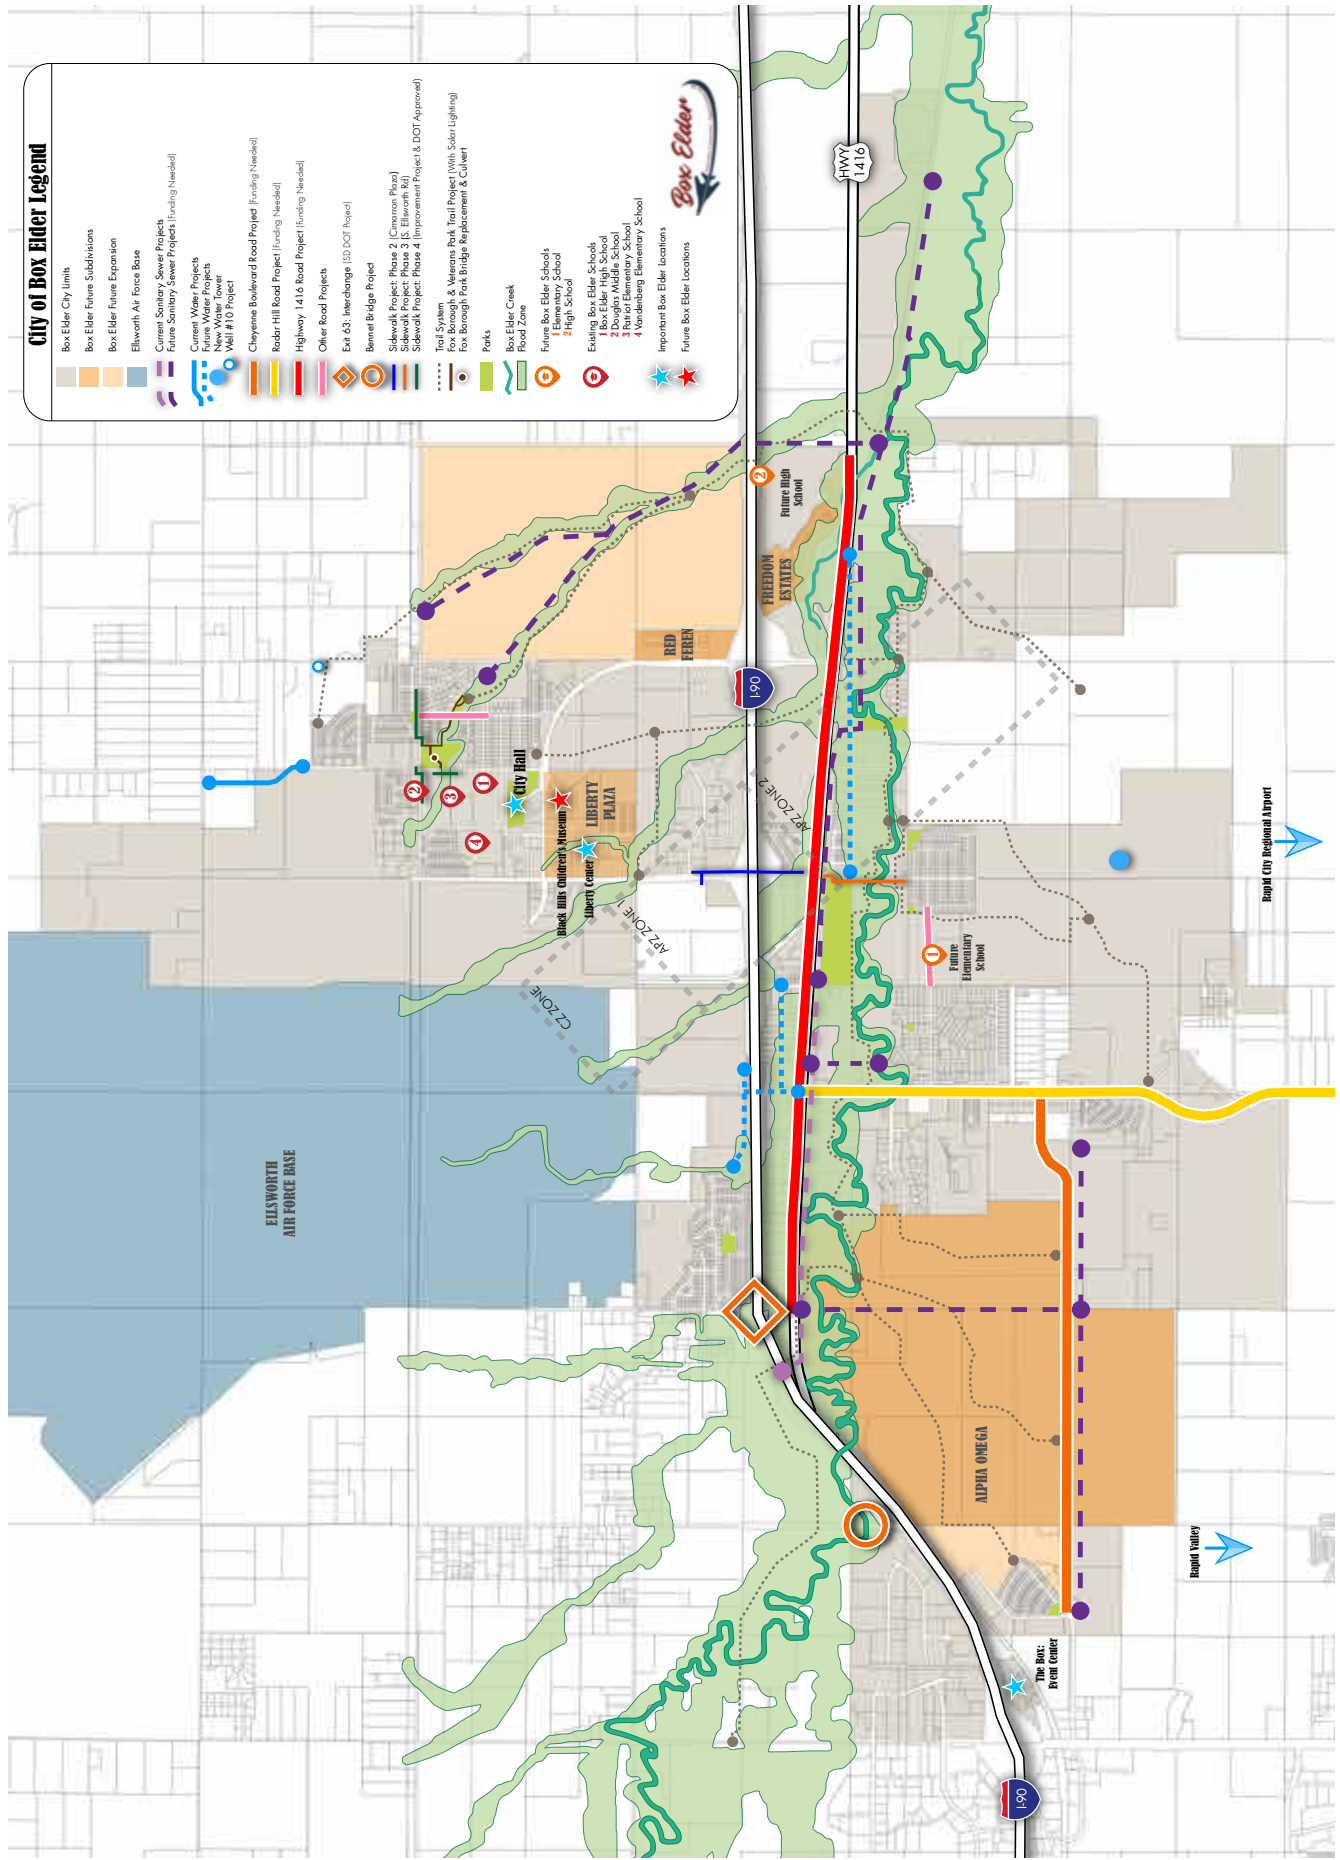 City of Box Elder Legend
Box Elder City Limits
Box Elder Future Subdivisions
Box Elder Future Expansion
Ellsworth Air Force Base
Current Sanitary Sewer Projects
Future Sanitary Sewer Projects (Funding Needed)
Current Water Projects
Future Water Projects
New Water Tower
Well #10 Project
Cheyenne Boulevard Road Project (Funding Needed)
Radar Hill Road Project (Funding Needed)
Highway 1416 Road Project (Funding Needed)
Other Road Projects
Exit 63: Interchange (SD DOT Project)
Bennet Bridge Project
Sidewalk Project: Phase 2 (Cimarron Plaza)
Sidewalk Project: Phase 3 (S. Ellsworth Rd)
Sidewalk Project: Phase 4 (Improvement Project & DOT Approved)
Trail System
Fox Borough & Veterans Park Trail Project (With Solar Lighting)
Fox Borough Park Bridge Replacement & Culvert
Parks
Box Elder Creek
Flood Zone
Future Box Elder Schools
1 Elementary School
2 High School
Existing Box Elder Schools
1 Box Elder High School
2 Douglas Middle School
3 Patriot Elementary School
4 Vandenberg Elementary School
Important Box Elder Locations
Future Box Elder Locations
Box Elder
ELLSWORTH
AIR FORCE BASE
2
3
1
4
City Hall
Black Hills Children's Museum
Liberty Center
LIBERTY
PLAZA
RED
FEREN
FREEDOM
ESTATES
2
Future High
School
HWY
1416
I-90
CZ ZONE
APZ ZONE 1
APZ ZONE 2
1
Future
Elementary
School
Rapid City Regional Airport
ALPHA OMEGA
Rapid Valley
The Box:
Event Center
I-90